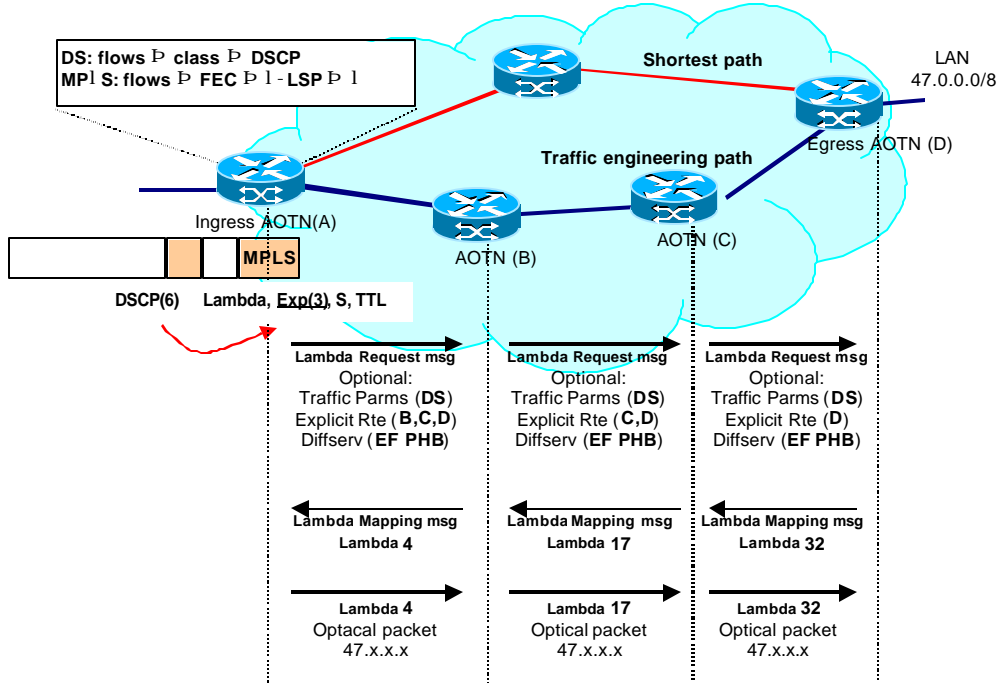 DS: flows Þ class Þ DSCP
MPl S: flows Þ FEC Þ l - LSP Þ l
Shortest path
LAN
47.0.0.0/8
Egress AOTN (D)
Traffic engineering path
Ingress AOTN(A)
AOTN (B)
AOTN (C)
MPLS
DSCP(6) Lambda, Exp(3), S, TTL
Lambda Request msg
Optional:
Traffic Parms (DS)
Explicit Rte (B,C,D)
Diffserv (EF PHB)
Lambda Request msg
Optional:
Traffic Parms (DS)
Explicit Rte (C,D)
Diffserv (EF PHB)
Lambda Request msg
Optional:
Traffic Parms (DS)
Explicit Rte (D)
Diffserv (EF PHB)
Lambda Mapping msg
Lambda 4
Lambda Mapping msg
Lambda 17
Lambda Mapping msg
Lambda 32
Lambda 4
Optacal packet
47.x.x.x
Lambda 17
Optical packet
47.x.x.x
Lambda 32
Optical packet
47.x.x.x